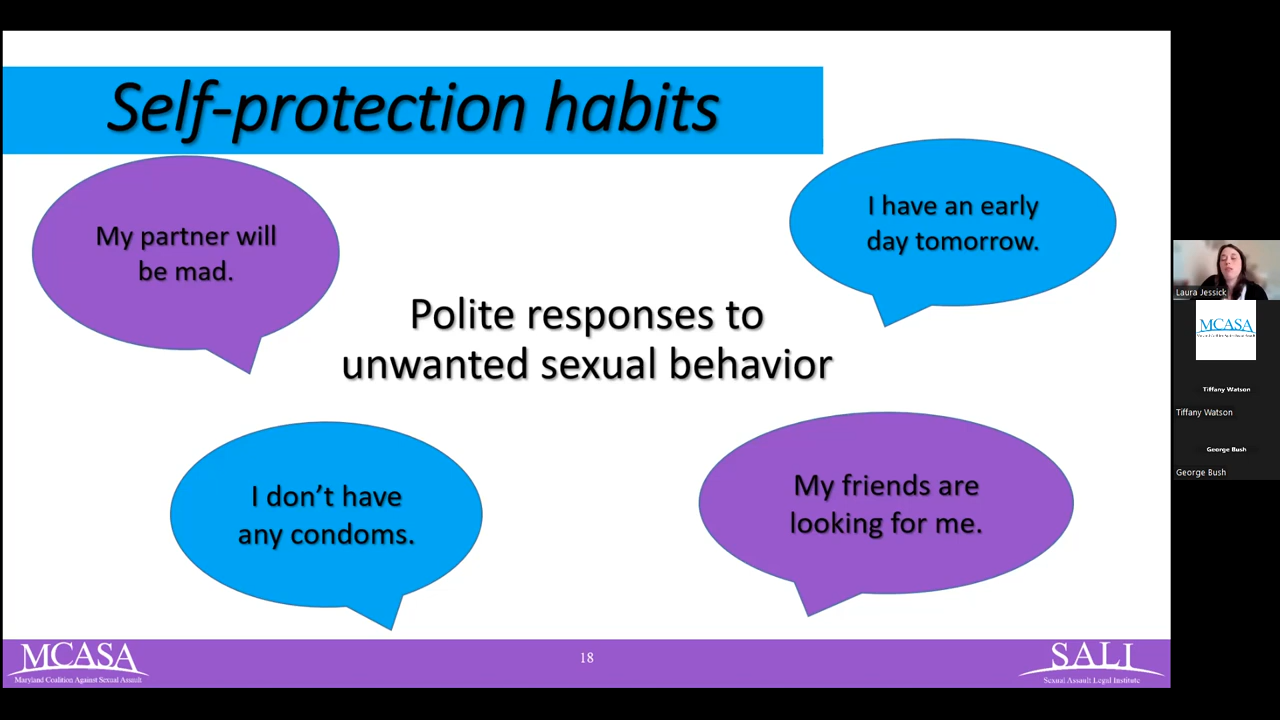 Self-protection habits
My partner will
be mad.
I have an early
day tomorrow.
Polite responses to
unwanted sexual behavior
I don't have
any condoms.
My friends are
looking for me.
MCASA
Maryland Coalition Against Sexual Assault
18
SALI
Sexual Assault Legal Institute
Laura Jessick
MCASA
Tiffany Watson
Tiffany Watson
George Bush
George Bush